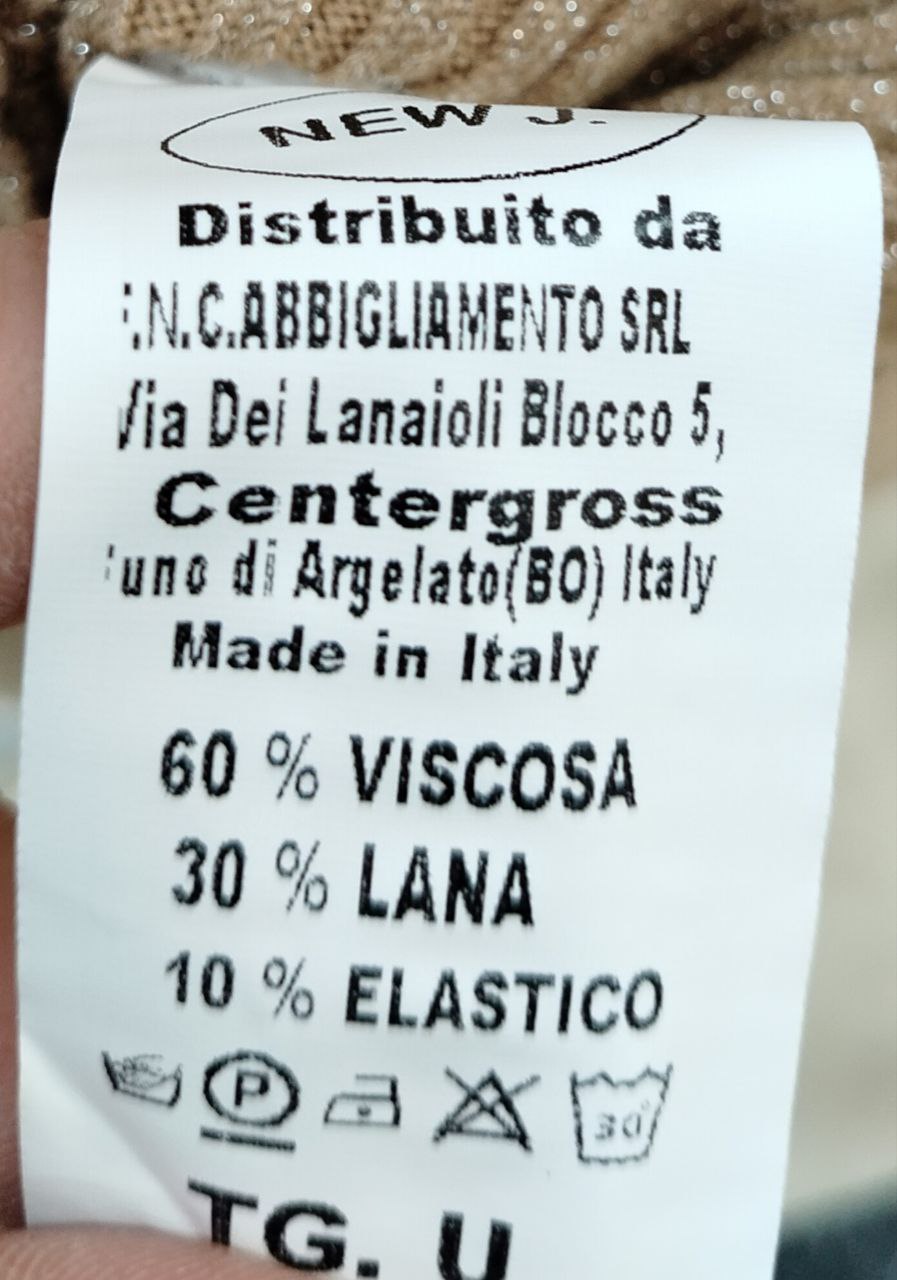 NEW J.
Distribuito da
F.N.C.ABBIGLIAMENTO SRL
Via Dei Lanaioli Blocco 5,
Centergross
Funo di Argelato(BO) Italy
Made in Italy
60 % VISCOSA
30 % LANA
10 % ELASTICO
P
30°
TG. U